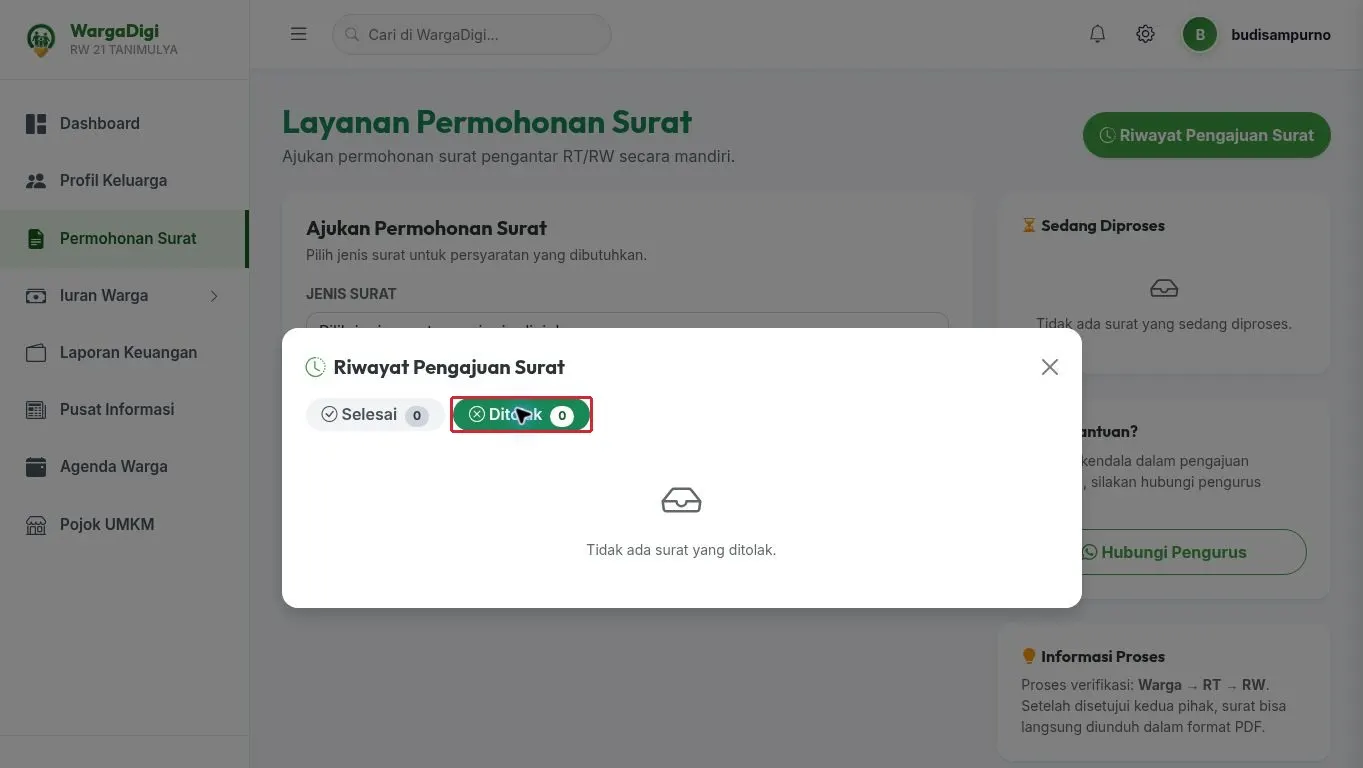 WargaDigi
RW 21 TANIMULYA
Cari di WargaDigi...
B
budisampurno
Dashboard
Profil Keluarga
Permohonan Surat
Iuran Warga
Laporan Keuangan
Pusat Informasi
Agenda Warga
Pojok UMKM
Layanan Permohonan Surat
Ajukan permohonan surat pengantar RT/RW secara mandiri.
Riwayat Pengajuan Surat
Ajukan Permohonan Surat
Pilih jenis surat untuk persyaratan yang dibutuhkan.
JENIS SURAT
Riwayat Pengajuan Surat
Selesai 0
Ditolak 0
Tidak ada surat yang ditolak.
Sedang Diproses
Tidak ada surat yang sedang diproses.
antuan?
kendala dalam pengajuan
, silakan hubungi pengurus
Hubungi Pengurus
Informasi Proses
Proses verifikasi: Warga → RT → RW.
Setelah disetujui kedua pihak, surat bisa
langsung diunduh dalam format PDF.